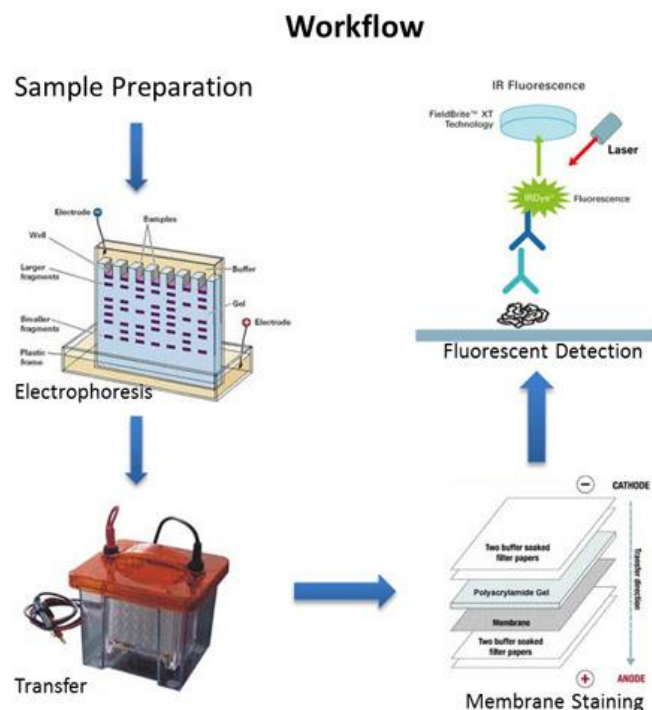 Workflow
Sample Preparation
Electrode
Samples
Well
Larger
fragments
Buffer
Gel
Smaller
fragments
Electrode
Plastic
frame
Electrophoresis
Transfer
CATHODE
Two buffer soaked
filter papers
Polyacrylamide Gel
Membrane
Two buffer soaked
filter papers
Transfer direction
ANODE
Membrane Staining
IR Fluorescence
FieldBrite™ XT
Technology
Laser
IRDye™
Fluorescence
Fluorescent Detection